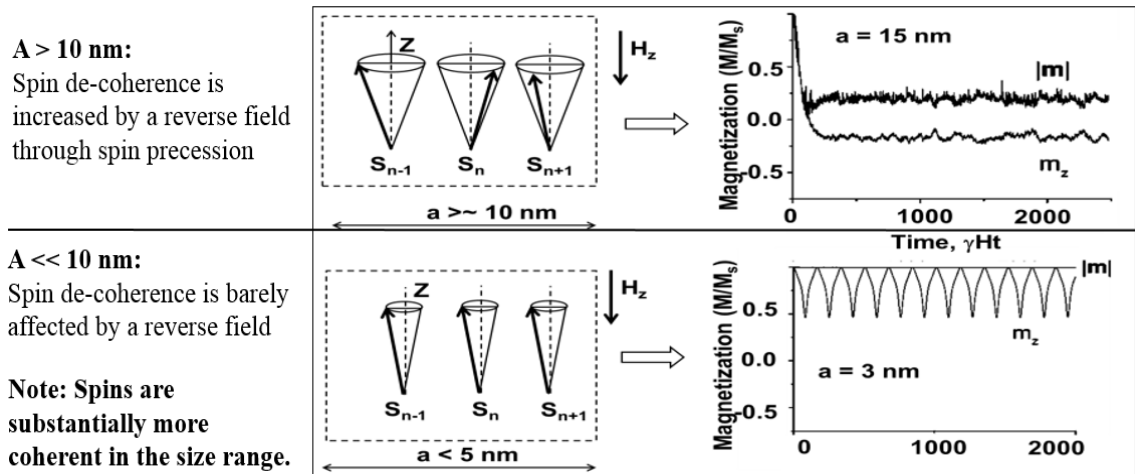 A > 10 nm:
Spin de-coherence is
increased by a reverse field
through spin precession
Z
H_z
S_{n-1} S_n S_{n+1}
a >~ 10 nm
Magnetization (M/M_s)
0.5
0.0
-0.5
a = 15 nm
|m|
m_z
0 1000 2000
Time, γHt
A << 10 nm:
Spin de-coherence is barely
affected by a reverse field
Note: Spins are
substantially more
coherent in the size range.
Z
H_z
S_{n-1} S_n S_{n+1}
a < 5 nm
Magnetization (M/M_s)
0.5
0.0
-0.5
|m|
m_z
a = 3 nm
0 1000 2000